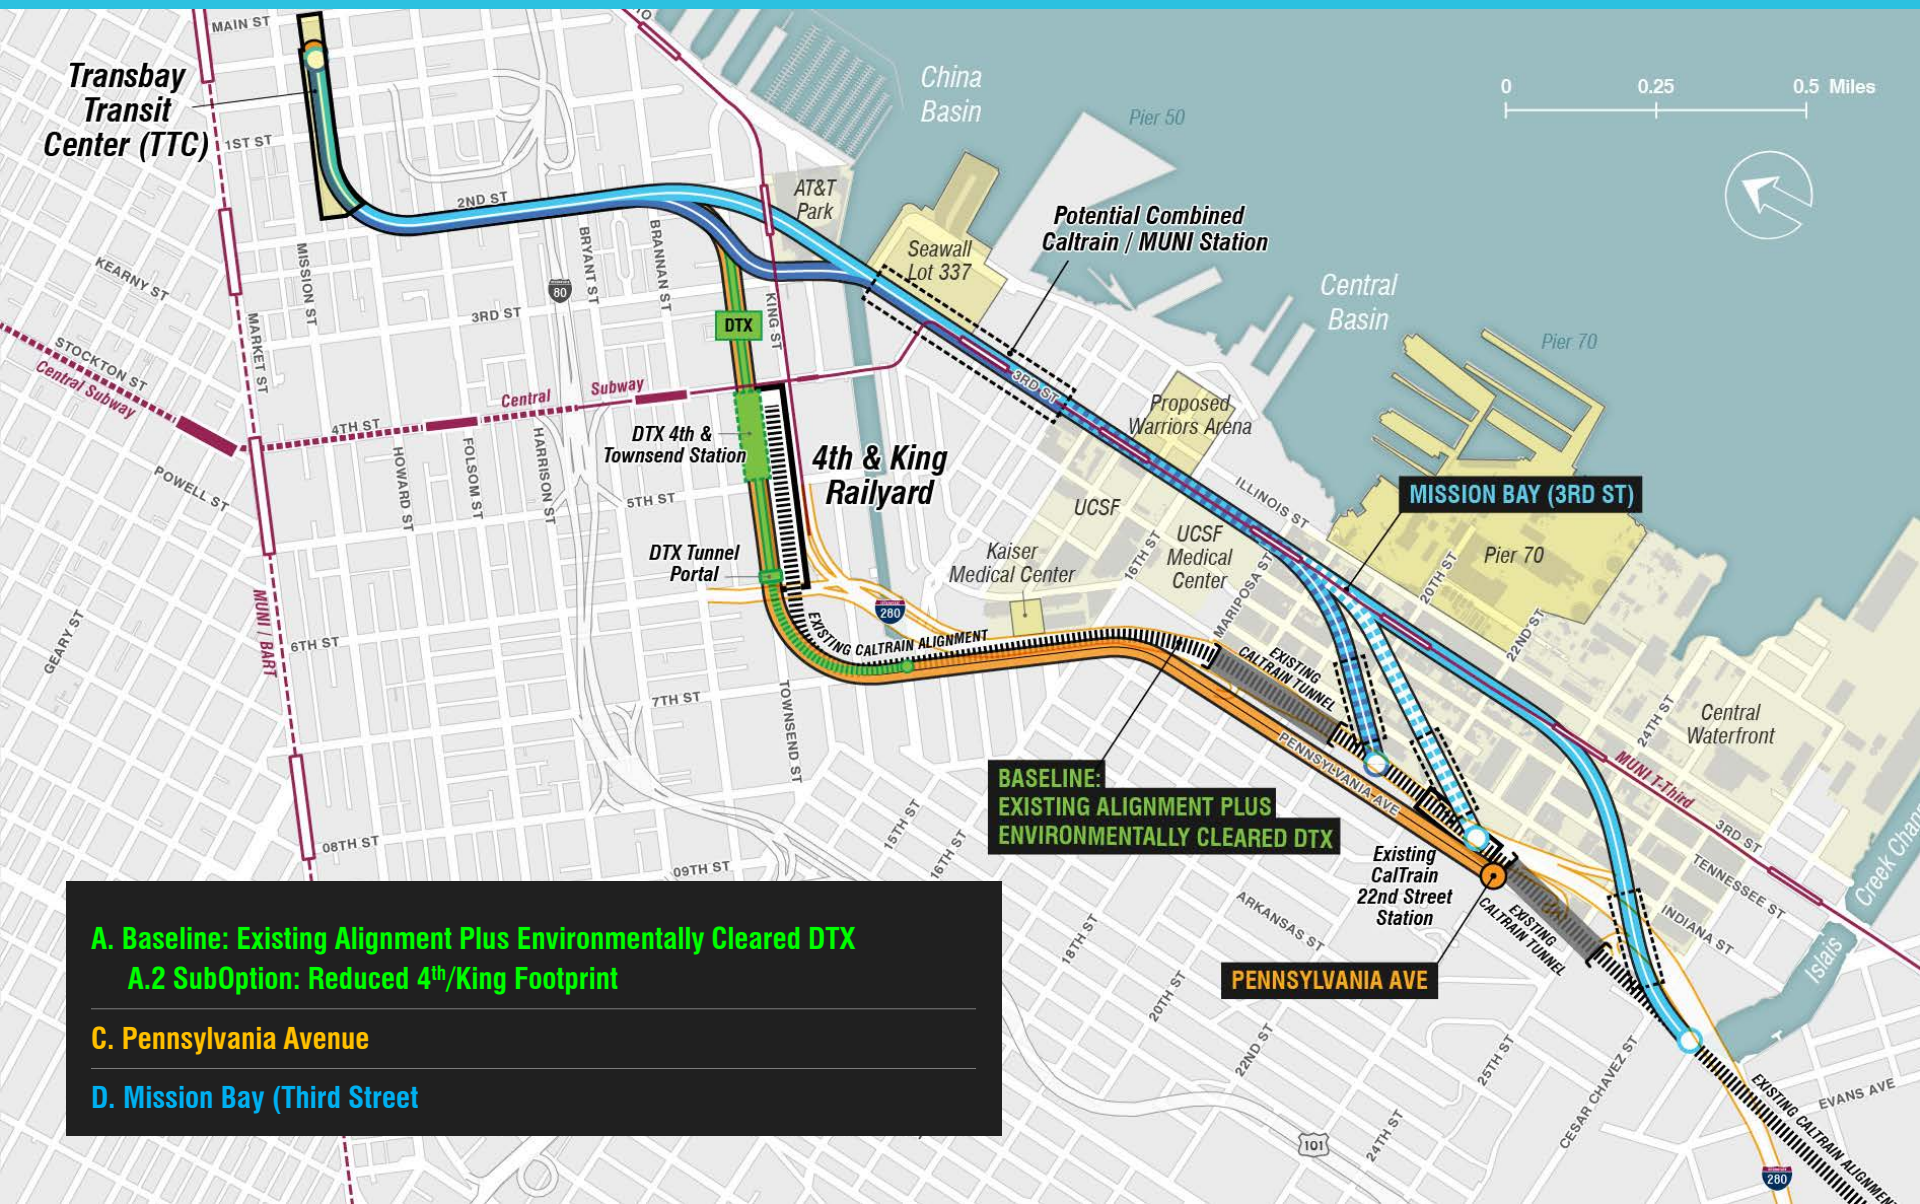 MAIN ST
Transbay
Transit
Center (TTC)
1ST ST
2ND ST
KEARNY ST
MISSION ST
MARKET ST
STOCKTON ST
Central Subway
POWELL ST
GEARY ST
3RD ST
80
BRYANT ST
BRANNAN ST
KING ST
DTX
Central
Subway
4TH ST
HOWARD ST
FOLSOM ST
HARRISON ST
5TH ST
DTX 4th &
Townsend Station
4th & King
Railyard
DTX Tunnel
Portal
MUNI / BART
6TH ST
7TH ST
TOWNSEND ST
08TH ST
09TH ST
EXISTING CALTRAIN ALIGNMENT
280
AT&T
Park
China
Basin
Pier 50
Seawall
Lot 337
Potential Combined
Caltrain / MUNI Station
0 0.25 0.5 Miles
Central
Basin
Pier 70
3RD ST
Proposed
Warriors Arena
ILLINOIS ST
MISSION BAY (3RD ST)
UCSF
UCSF
Medical
Center
Kaiser
Medical Center
16TH ST
MARIPOSA ST
20TH ST
Pier 70
22ND ST
24TH ST
Central
Waterfront
MUNI T-Third
3RD ST
TENNESSEE ST
INDIANA ST
Islais
EXISTING
CALTRAIN TUNNEL
PENNSYLVANIA AVE
BASELINE:
EXISTING ALIGNMENT PLUS
ENVIRONMENTALLY CLEARED DTX
15TH ST
16TH ST
Existing
CalTrain
22nd Street
Station
EXISTING
CALTRAIN TUNNEL
PENNSYLVANIA AVE
ARKANSAS ST
18TH ST
20TH ST
22ND ST
25TH ST
24TH ST
CESAR CHAVEZ ST
EVANS AVE
EXISTING CALTRAIN ALIGNMENT
101
280
A. Baseline: Existing Alignment Plus Environmentally Cleared DTX
A.2 SubOption: Reduced 4th/King Footprint
C. Pennsylvania Avenue
D. Mission Bay (Third Street